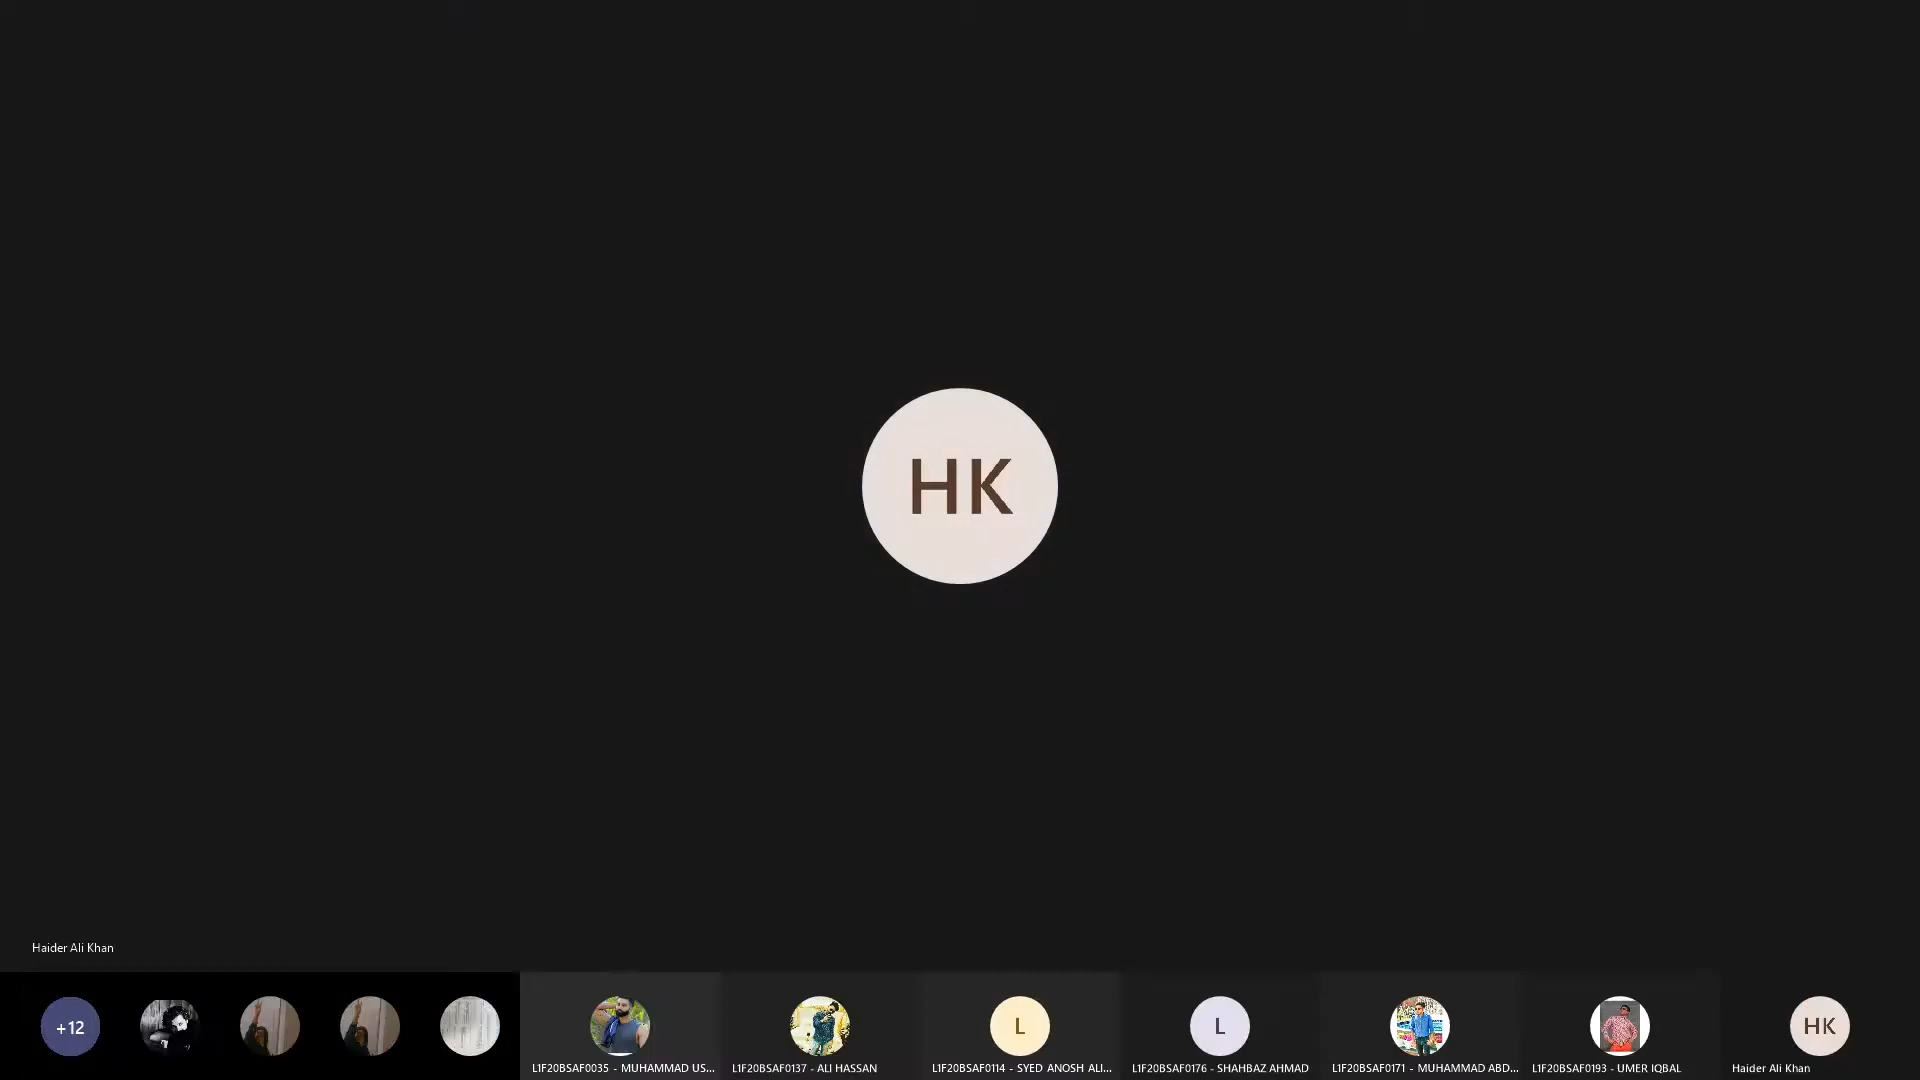 HK
Haider Ali Khan
+12
L1F20BSAF0035 - MUHAMMAD US...
L1F20BSAF0137 - ALI HASSAN
L
L1F20BSAF0114 - SYED ANOSH ALI...
L
L1F20BSAF0176 - SHAHBAZ AHMAD
L1F20BSAF0171 - MUHAMMAD ABD...
L1F20BSAF0193 - UMER IQBAL
HK
Haider Ali Khan